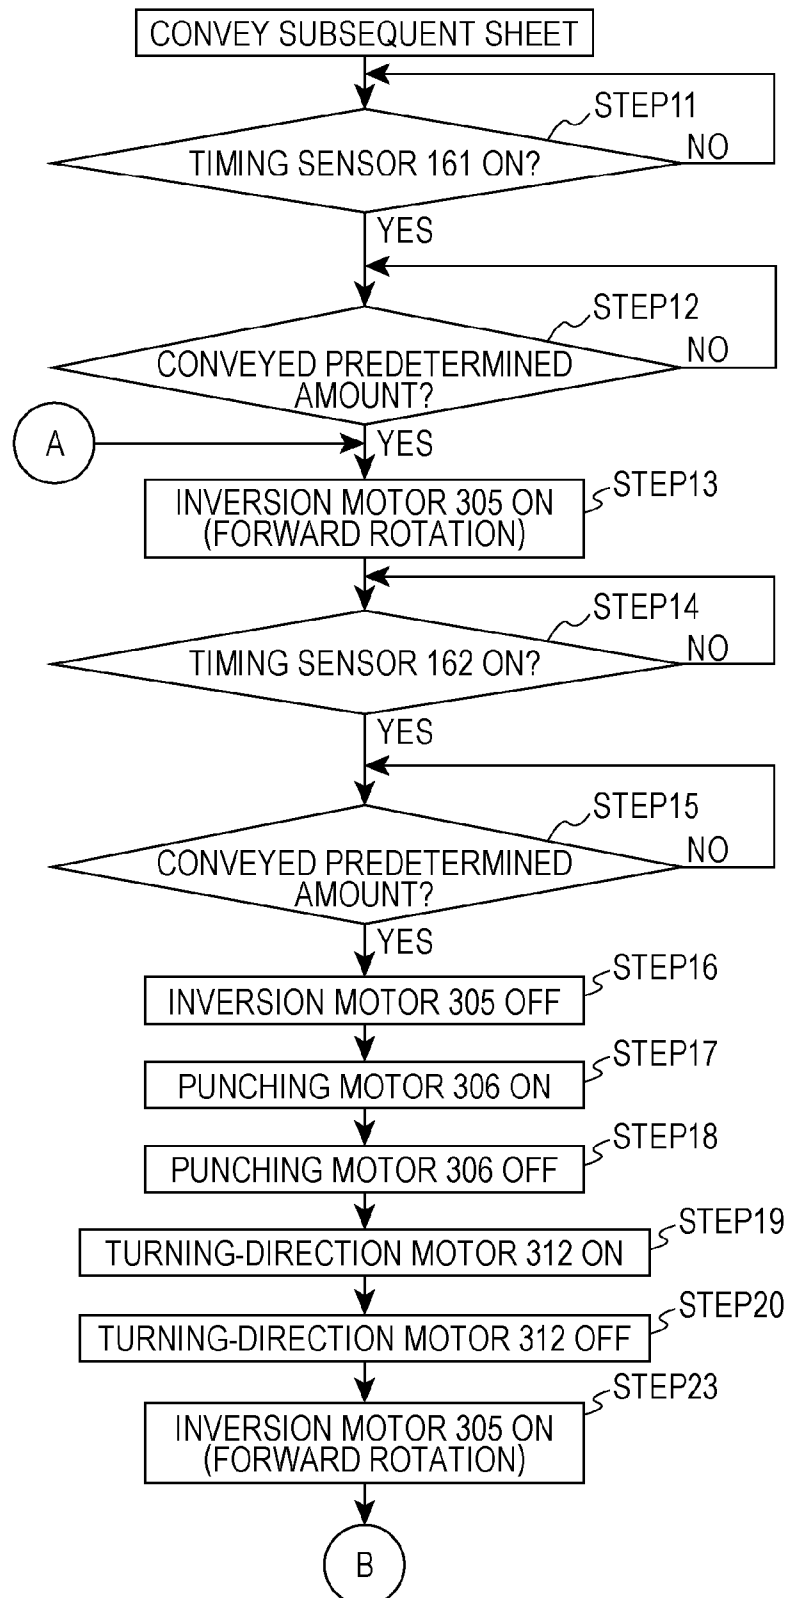 CONVEY SUBSEQUENT SHEET
STEP11
TIMING SENSOR 161 ON?
NO
YES
STEP12
CONVEYED PREDETERMINED
AMOUNT?
NO
A
YES
STEP13
INVERSION MOTOR 305 ON
(FORWARD ROTATION)
STEP14
TIMING SENSOR 162 ON?
NO
YES
STEP15
CONVEYED PREDETERMINED
AMOUNT?
NO
YES
STEP16
INVERSION MOTOR 305 OFF
STEP17
PUNCHING MOTOR 306 ON
STEP18
PUNCHING MOTOR 306 OFF
STEP19
TURNING-DIRECTION MOTOR 312 ON
STEP20
TURNING-DIRECTION MOTOR 312 OFF
STEP23
INVERSION MOTOR 305 ON
(FORWARD ROTATION)
B